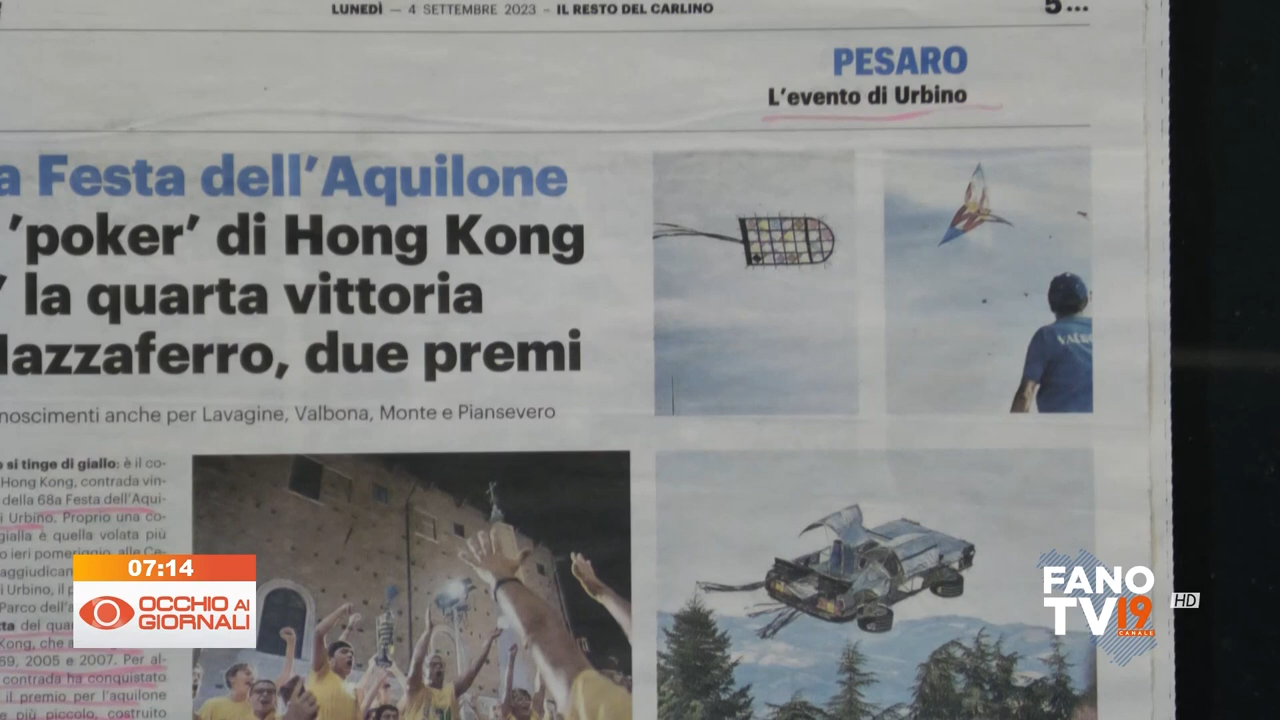 LUNEDÌ — 4 SETTEMBRE 2023 – IL RESTO DEL CARLINO
5...
PESARO
L'evento di Urbino
a Festa dell'Aquilone
'poker' di Hong Kong
la quarta vittoria
lazzaferro, due premi
noscimenti anche per Lavagine, Valbona, Monte e Piansevero
o si tinge di giallo: è il co-
Hong Kong, contrada vin-
della 68a Festa dell'Aqui-
i Urbino. Proprio una co-
gialla è quella volata più
o ieri pomeriggio, alle Ce-
aggiudican
i Urbino, il p
Parco dell'a
tta del qua
Kong, che a
69, 2005 e 2007. Per al-
contrada ha conquistato
il premio per l'aquilone
e più piccolo, costruito
07:14
OCCHIO AI
GIORNALI
FANO
TV19
CANALE
HD